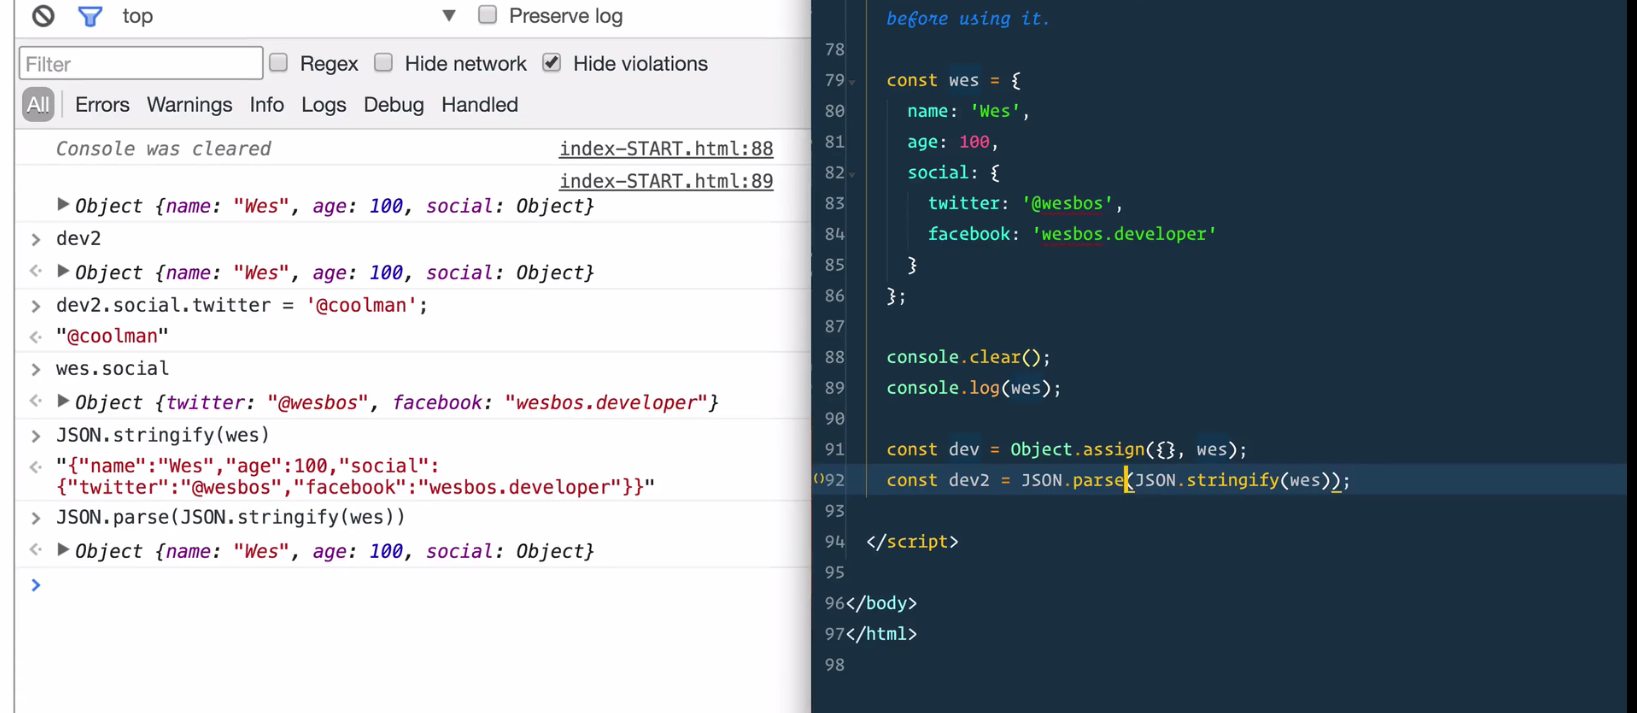 top ▼ Preserve log
Filter Regex Hide network Hide violations
All Errors Warnings Info Logs Debug Handled
Console was cleared index-START.html:88
index-START.html:89
▶ Object {name: "Wes", age: 100, social: Object}
> dev2
<· ▶ Object {name: "Wes", age: 100, social: Object}
> dev2.social.twitter = '@coolman';
<· "@coolman"
> wes.social
<· ▶ Object {twitter: "@wesbos", facebook: "wesbos.developer"}
> JSON.stringify(wes)
<· "{"name":"Wes","age":100,"social":
{"twitter":"@wesbos","facebook":"wesbos.developer"}}"
> JSON.parse(JSON.stringify(wes))
<· ▶ Object {name: "Wes", age: 100, social: Object}
>
before using it.
78
79 const wes = {
80 name: 'Wes',
81 age: 100,
82 social: {
83 twitter: '@wesbos',
84 facebook: 'wesbos.developer'
85 }
86 };
87
88 console.clear();
89 console.log(wes);
90
91 const dev = Object.assign({}, wes);
()92 const dev2 = JSON.parse(JSON.stringify(wes));
93
94 </script>
95
96 </body>
97 </html>
98